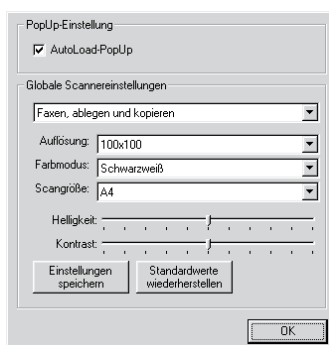 PopUp-Einstellung
AutoLoad-PopUp
Globale Scannereinstellungen
Faxen, ablegen und kopieren
Auflösung: 100x100
Farbmodus: Schwarzweiß
Scangröße: A4
Helligkeit:
Kontrast:
Einstellungen speichern
Standardwerte wiederherstellen
OK